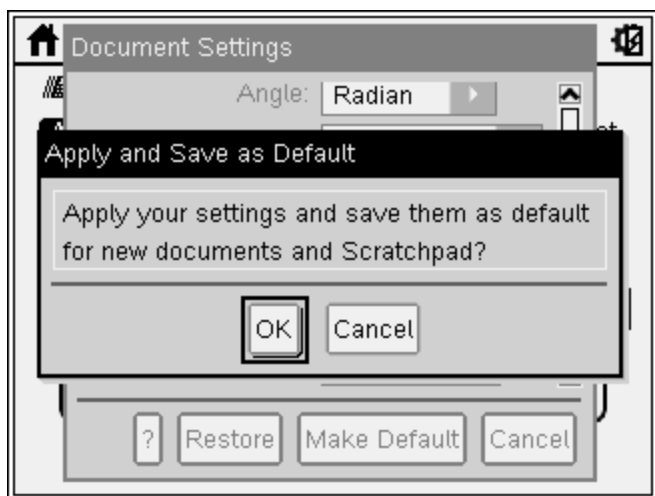 Document Settings
Angle: Radian
Apply and Save as Default
Apply your settings and save them as default
for new documents and Scratchpad?
OK Cancel
? Restore Make Default Cancel